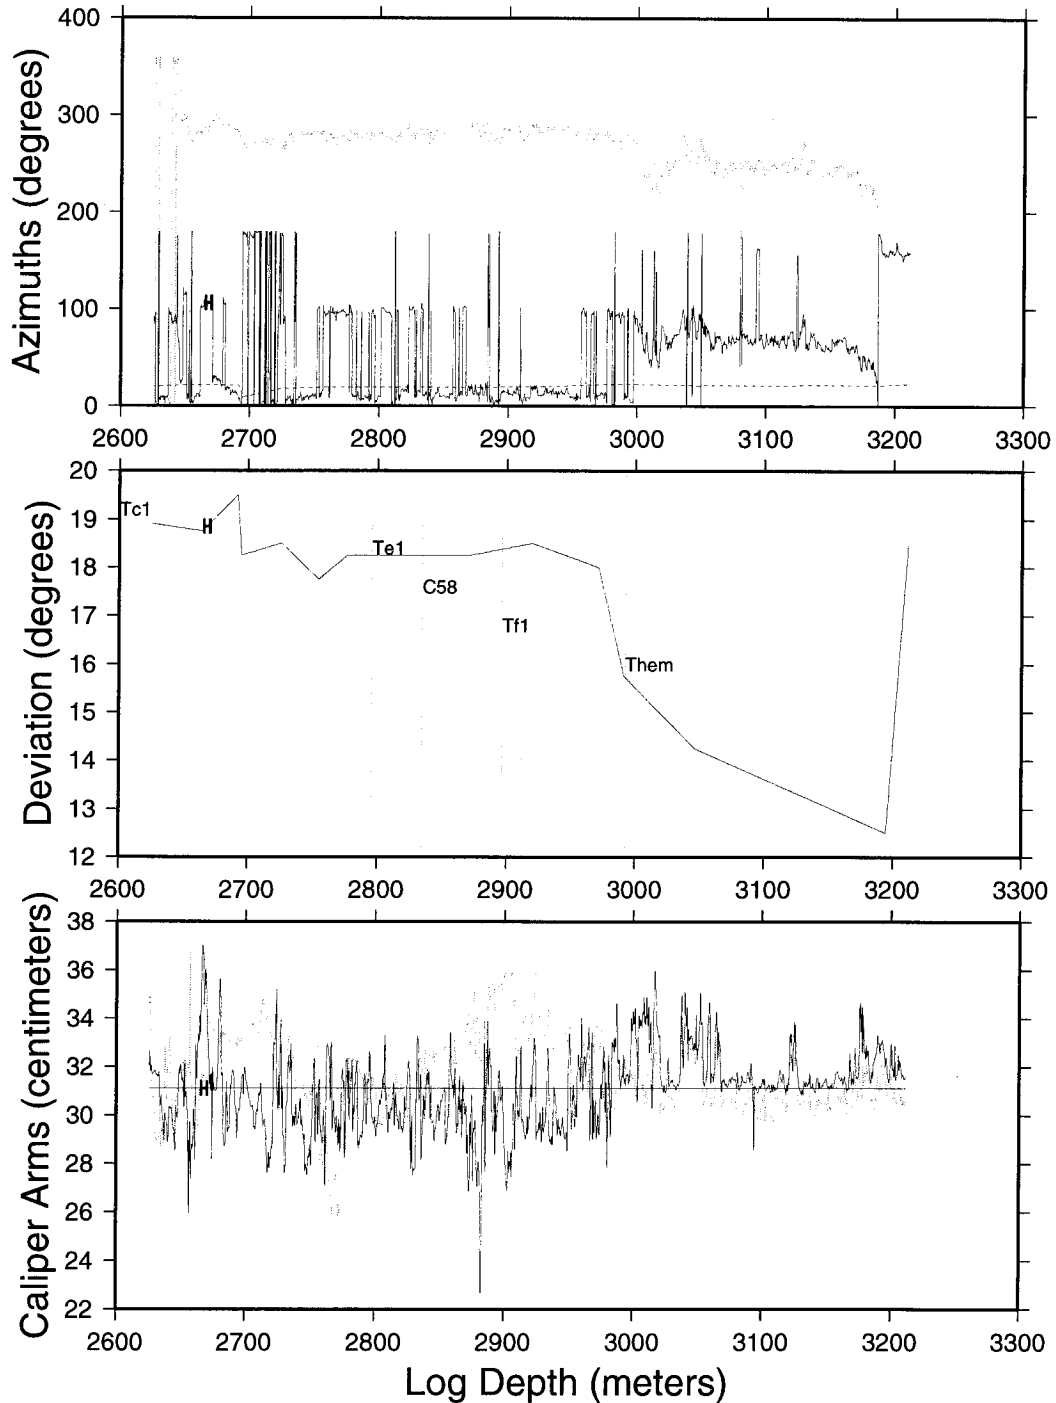 Azimuths (degrees)
400
300
200
100
0
H
2600 2700 2800 2900 3000 3100 3200 3300
Deviation (degrees)
20
19
18
17
16
15
14
13
12
Tc1
H
Te1
C58
Tf1
Them
2600 2700 2800 2900 3000 3100 3200 3300
Caliper Arms (centimeters)
38
36
34
32
30
28
26
24
22
H
2600 2700 2800 2900 3000 3100 3200 3300
Log Depth (meters)